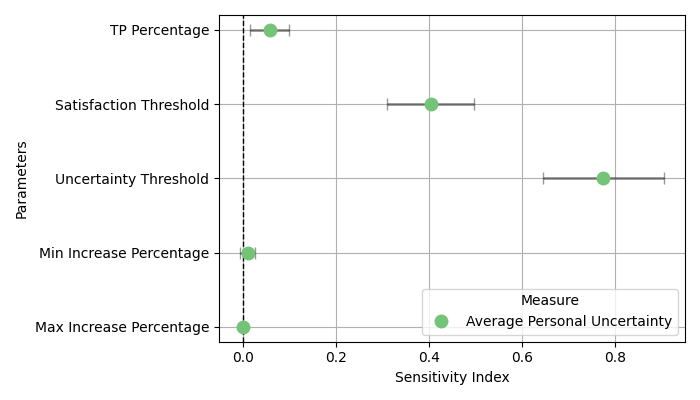 TP Percentage
Satisfaction Threshold
Uncertainty Threshold
Min Increase Percentage
Max Increase Percentage
Parameters
Measure
Average Personal Uncertainty
0.0 0.2 0.4 0.6 0.8
Sensitivity Index